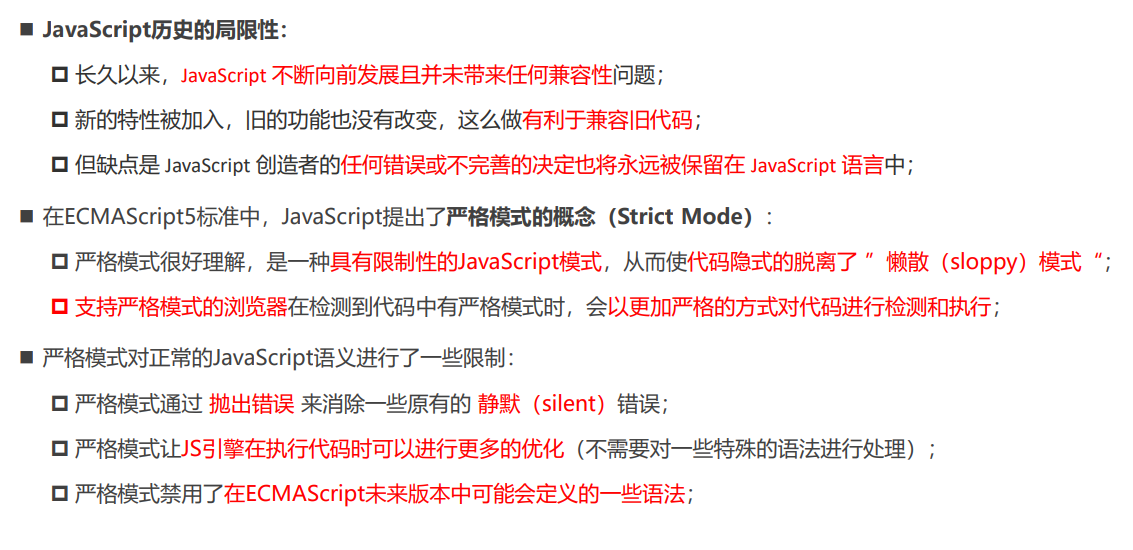 JavaScript历史的局限性：
长久以来，JavaScript 不断向前发展且并未带来任何兼容性问题；
新的特性被加入，旧的功能也没有改变，这么做有利于兼容旧代码；
但缺点是 JavaScript 创造者的任何错误或不完善的决定也将永远被保留在 JavaScript 语言中；
在ECMAScript5标准中，JavaScript提出了严格模式的概念（Strict Mode）：
严格模式很好理解，是一种具有限制性的JavaScript模式，从而使代码隐式的脱离了 ”懒散（sloppy）模式“；
支持严格模式的浏览器在检测到代码中有严格模式时，会以更加严格的方式对代码进行检测和执行；
严格模式对正常的JavaScript语义进行了一些限制：
严格模式通过 抛出错误 来消除一些原有的 静默（silent）错误；
严格模式让JS引擎在执行代码时可以进行更多的优化（不需要对一些特殊的语法进行处理）；
严格模式禁用了在ECMAScript未来版本中可能会定义的一些语法；